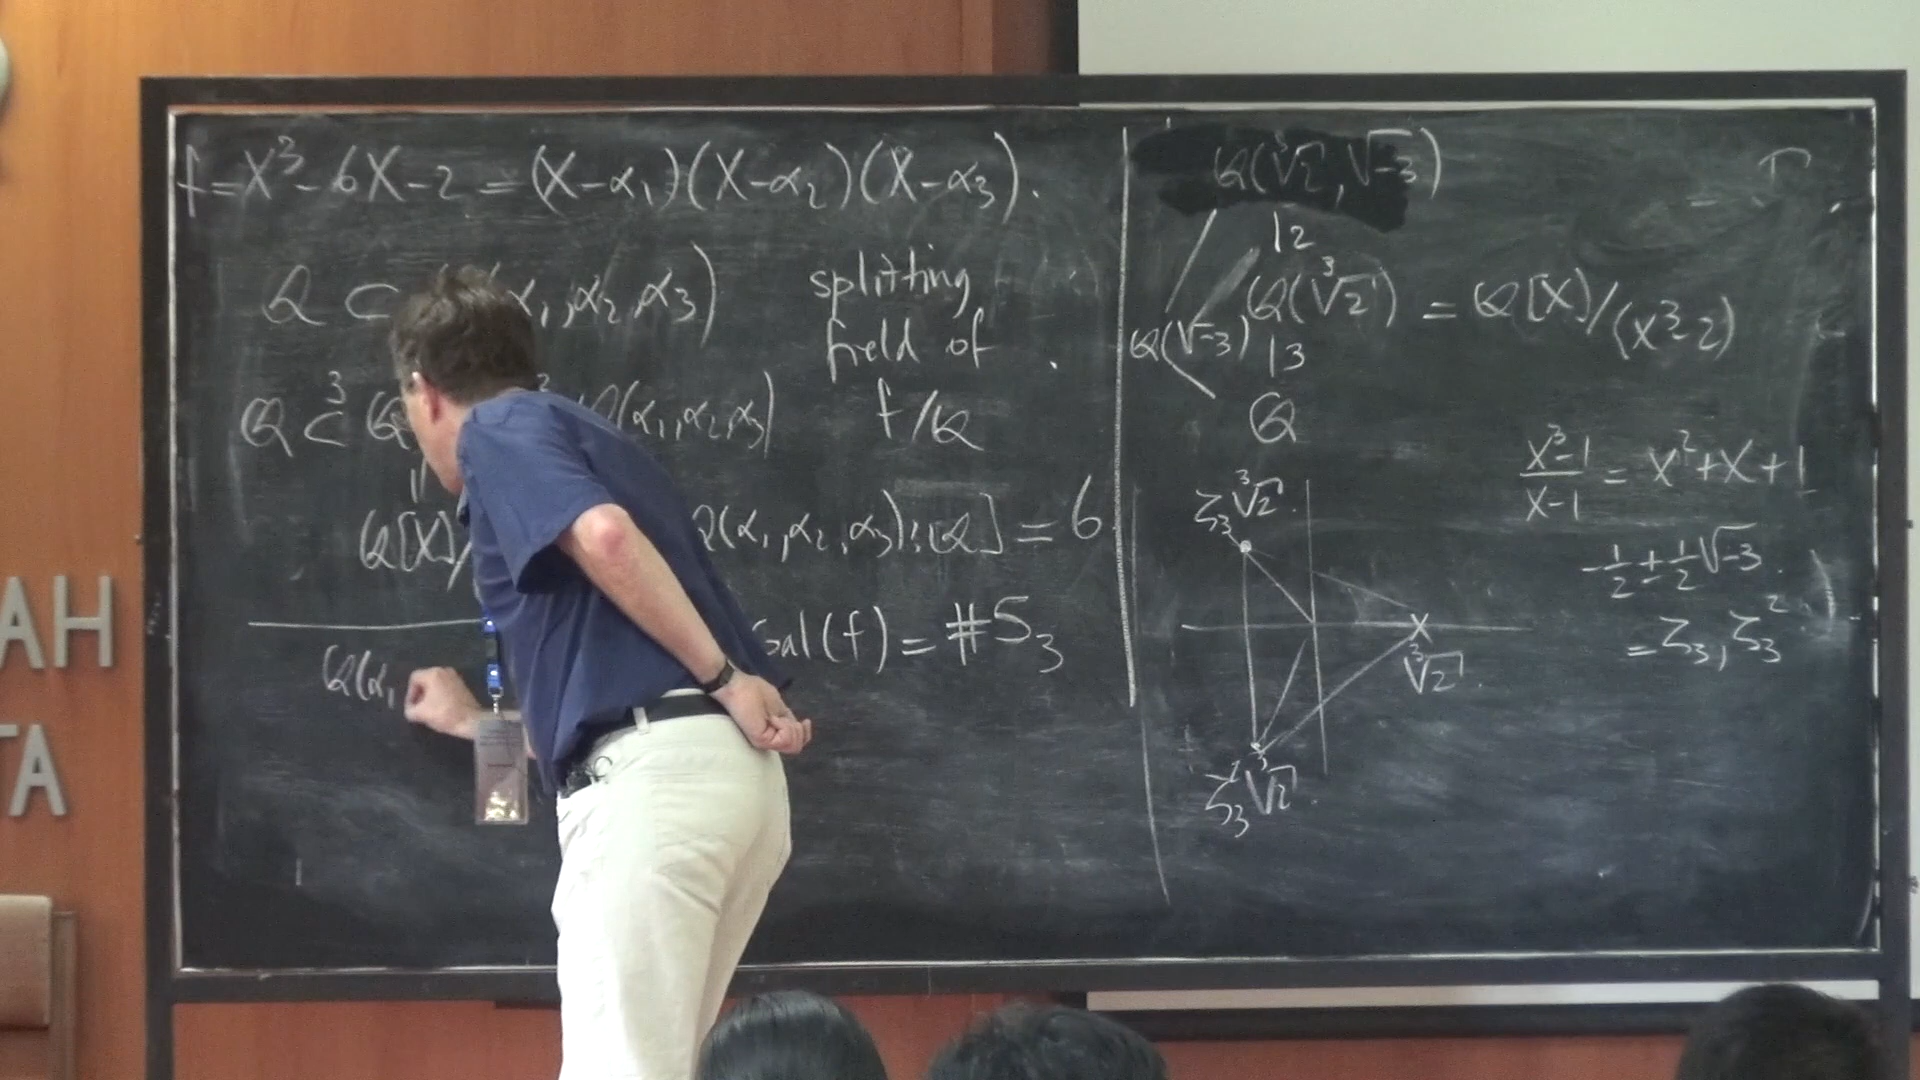 f = X³ - 6X - 2 = (X-α₁)(X-α₂)(X-α₃).
ℚ ⊂ (α₁,α₂,α₃)
splitting
field of
f/ℚ
ℚ ⊂³ ℚ (α₁,α₂,α₃)
ℚ[X]/
ℚ(α₁,α₂,α₃):ℚ] = 6
Gal(f) = #S₃
ℚ(α₁
ℚ(∛2, √-3)
| 2
ℚ(∛2) = ℚ[X]/(X³-2)
ℚ(√-3)
| 3
ℚ
X³-1/X-1 = X²+X+1
-1/2 ± 1/2 √-3.
= ζ₃, ζ₃²
ζ₃ ∛2.
∛2.
ζ₃² ∛2.
AH
TA